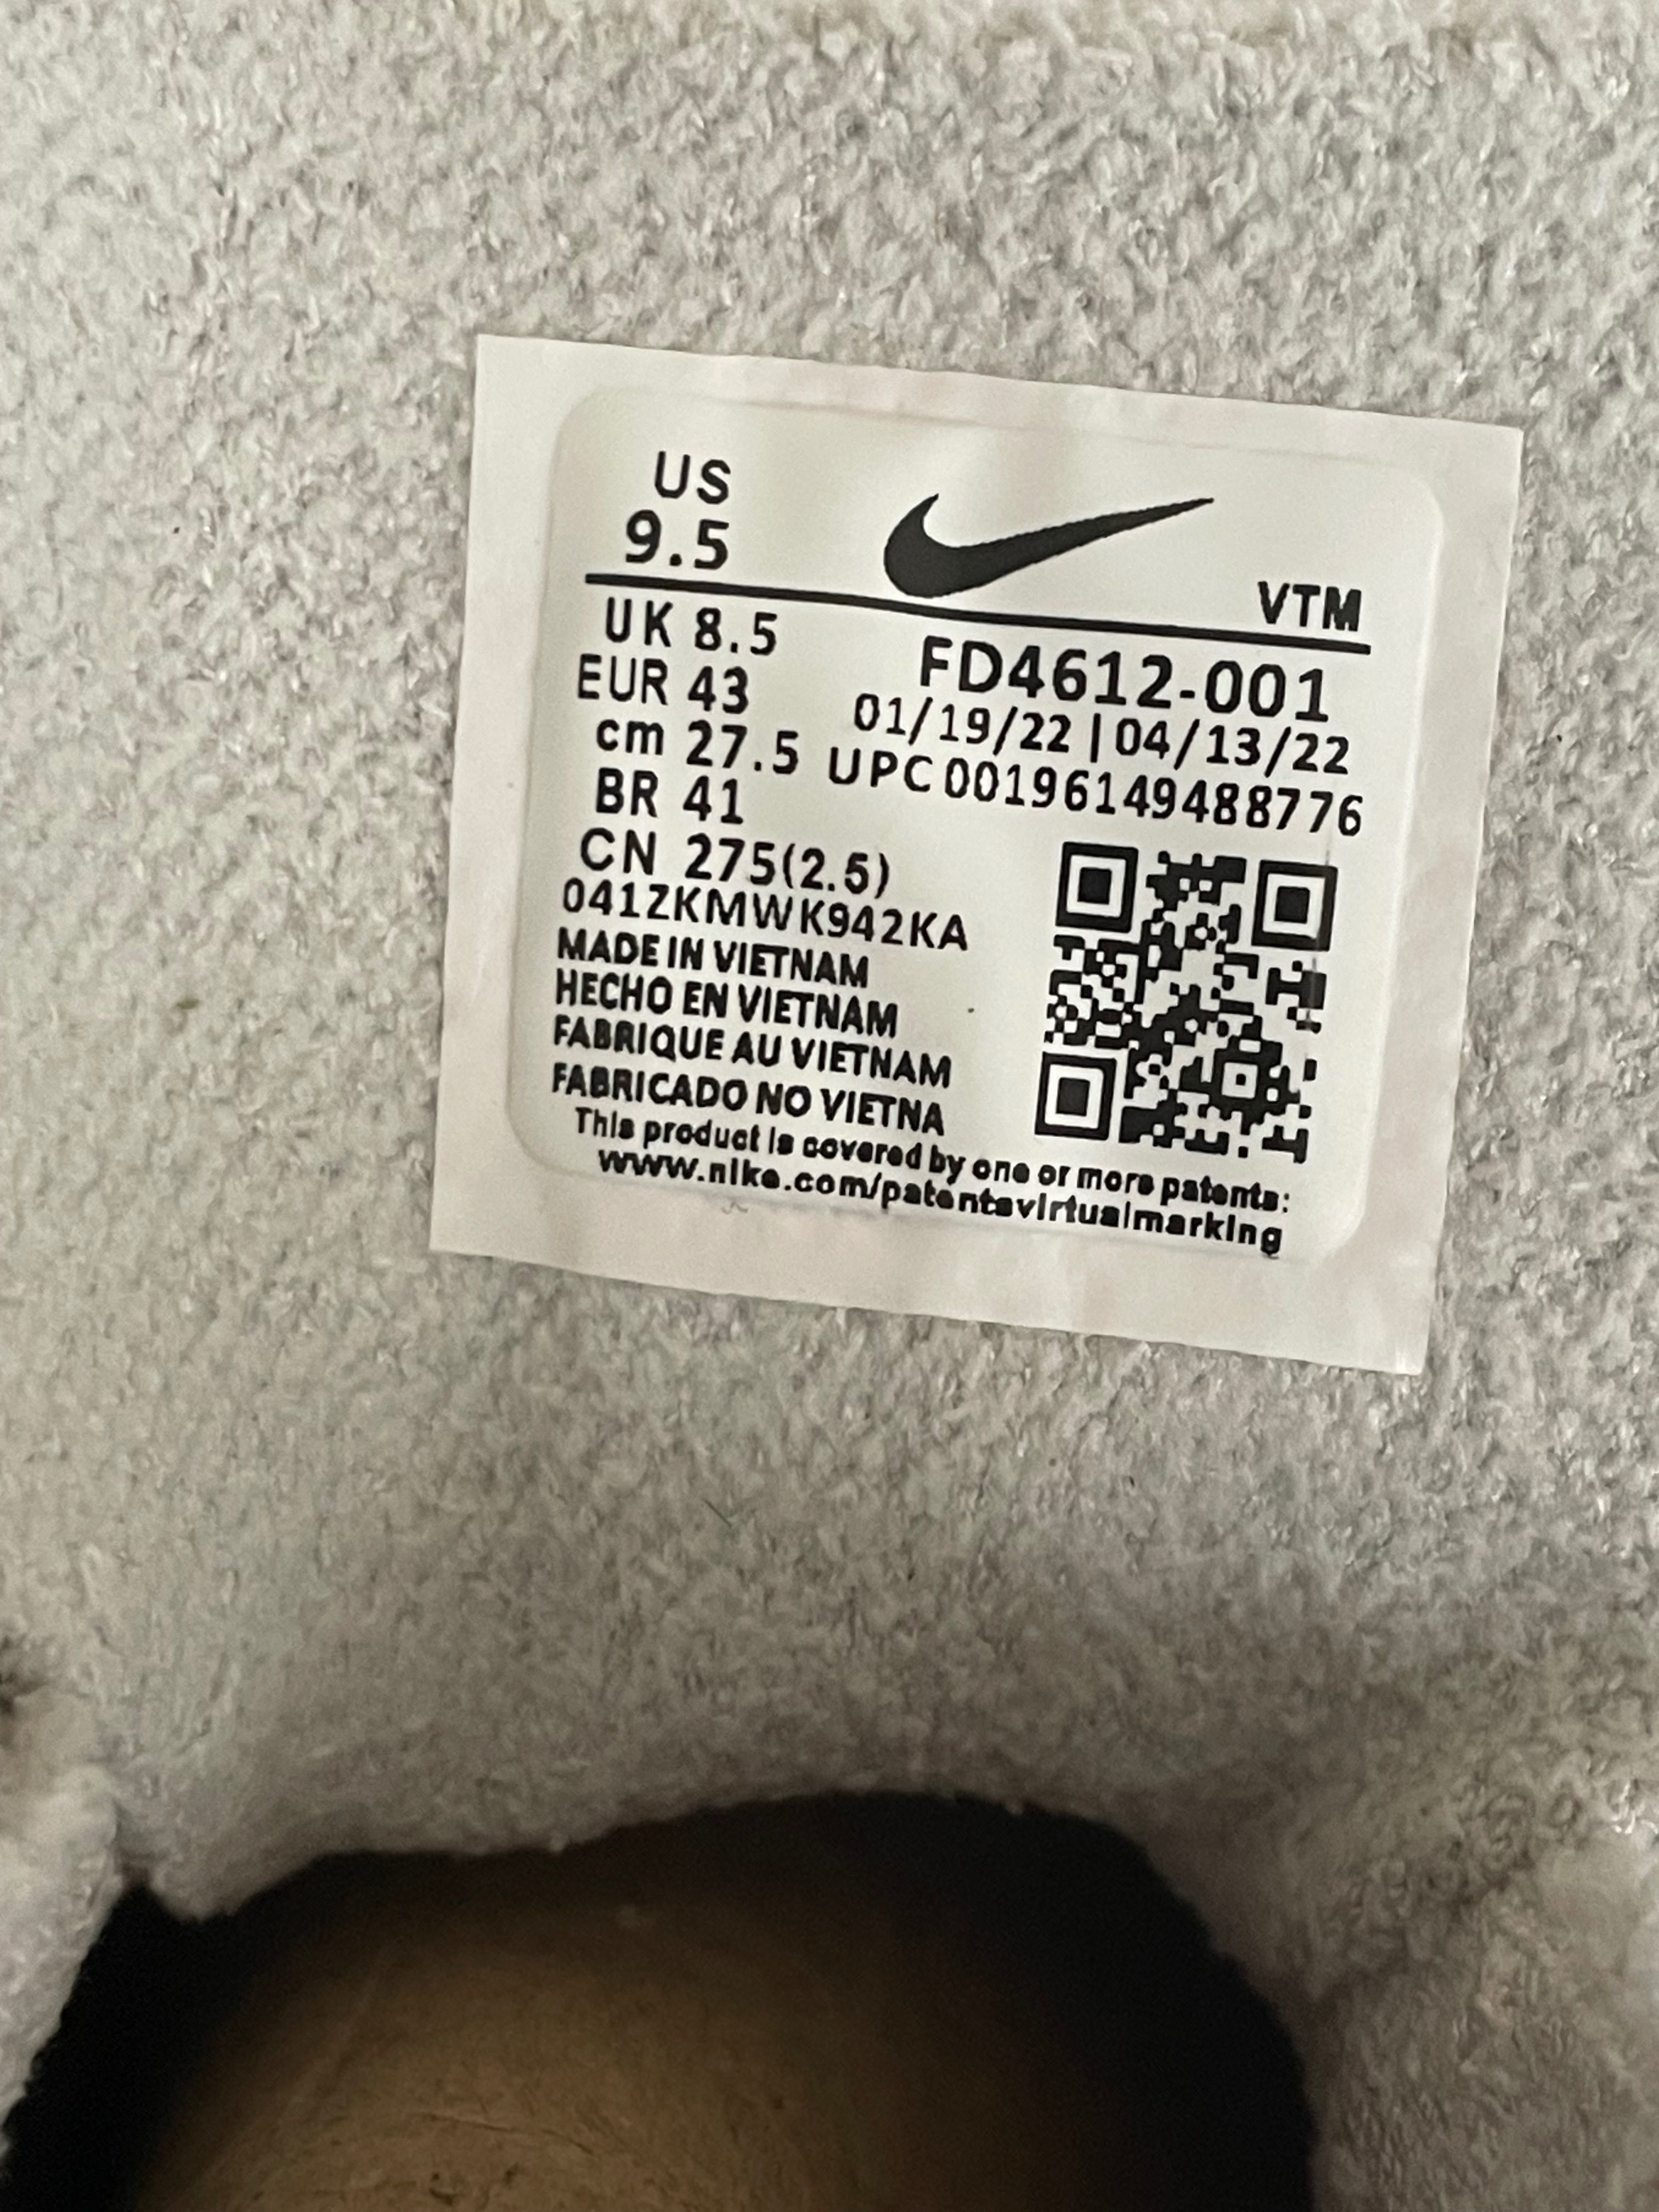 US
9.5
VTM
UK 8.5
FD4612-001
EUR 43
01/19/22 | 04/13/22
cm 27.5
UPC 00196149488776
BR 41
CN 275(2.5)
041ZKMWK942KA
MADE IN VIETNAM
HECHO EN VIETNAM
FABRIQUE AU VIETNAM
FABRICADO NO VIETNA
This product is covered by one or more patents:
www.nike.com/patentsvirtualmarking